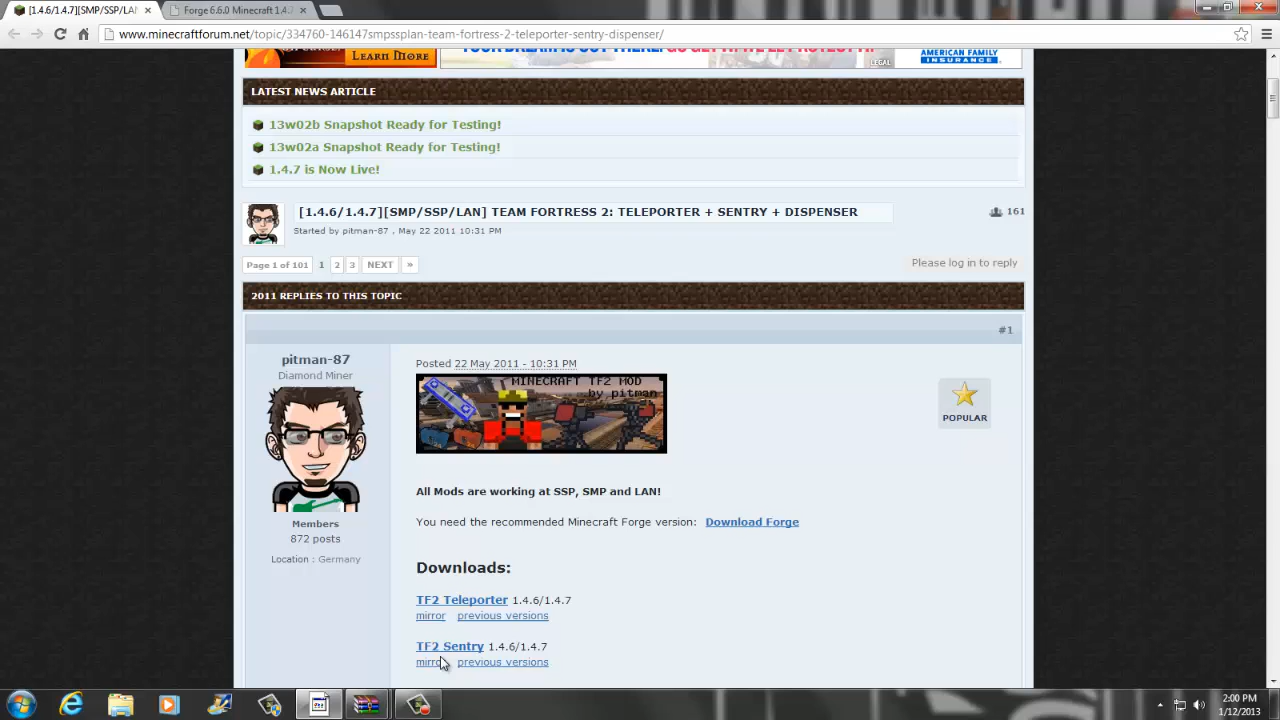 [1.4.6/1.4.7][SMP/SSP/LAN
Forge 6.6.0 Minecraft 1.4.
www.minecraftforum.net/topic/334760-146147smpssplan-team-fortress-2-teleporter-sentry-dispenser/
LEARN MORE
LEGAL
AMERICAN FAMILY
INSURANCE
LATEST NEWS ARTICLE
13w02b Snapshot Ready for Testing!
13w02a Snapshot Ready for Testing!
1.4.7 is Now Live!
[1.4.6/1.4.7][SMP/SSP/LAN] TEAM FORTRESS 2: TELEPORTER + SENTRY + DISPENSER
161
Started by pitman-87 , May 22 2011 10:31 PM
Page 1 of 101 1 2 3 NEXT »
Please log in to reply
2011 REPLIES TO THIS TOPIC
#1
pitman-87
Diamond Miner
Members
872 posts
Location : Germany
Posted 22 May 2011 - 10:31 PM
MINECRAFT TF2 MOD
by pitman
POPULAR
All Mods are working at SSP, SMP and LAN!
You need the recommended Minecraft Forge version: Download Forge
Downloads:
TF2 Teleporter 1.4.6/1.4.7
mirror previous versions
TF2 Sentry 1.4.6/1.4.7
mirror previous versions
2:00 PM
1/12/2013